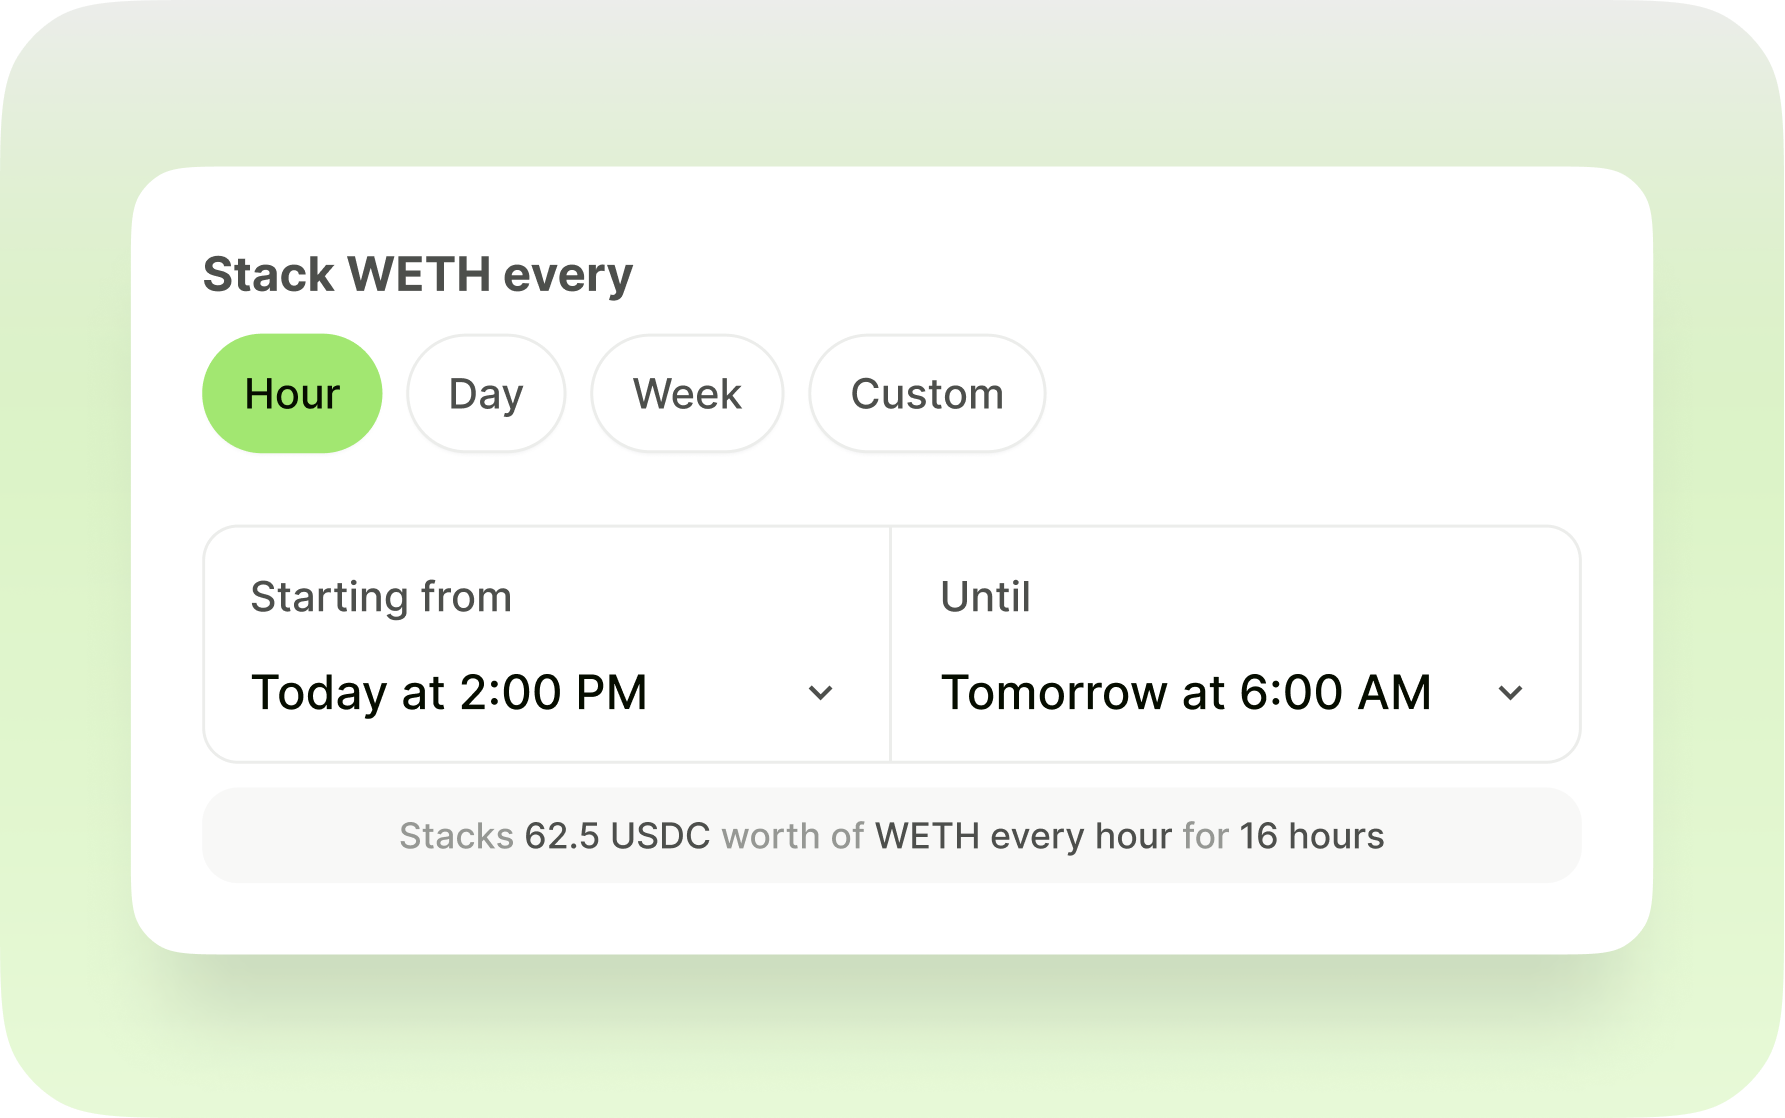 Stack WETH every
Hour Day Week Custom
Starting from
Today at 2:00 PM
Until
Tomorrow at 6:00 AM
Stacks 62.5 USDC worth of WETH every hour for 16 hours